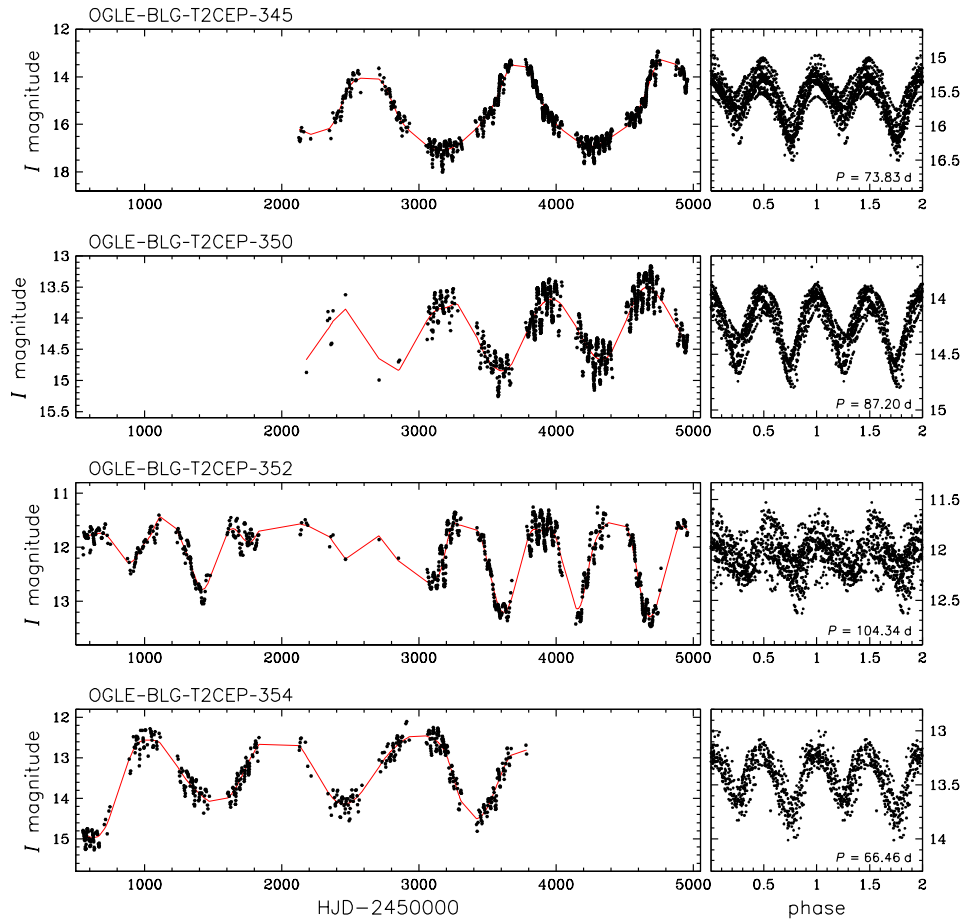 OGLE-BLG-T2CEP-345
12
14
16
18
I magnitude
1000 2000 3000 4000 5000
15
15.5
16
16.5
P = 73.83 d
0.5 1 1.5 2
OGLE-BLG-T2CEP-350
13
13.5
14
14.5
15
15.6
I magnitude
1000 2000 3000 4000 5000
14
14.5
15
P = 87.20 d
0.5 1 1.5 2
OGLE-BLG-T2CEP-352
11
12
13
I magnitude
1000 2000 3000 4000 5000
11.5
12
12.5
P = 104.34 d
0.5 1 1.5 2
OGLE-BLG-T2CEP-354
12
13
14
15
I magnitude
1000 2000 3000 4000 5000
HJD-2450000
13
13.5
14
P = 66.46 d
0.5 1 1.5 2
phase